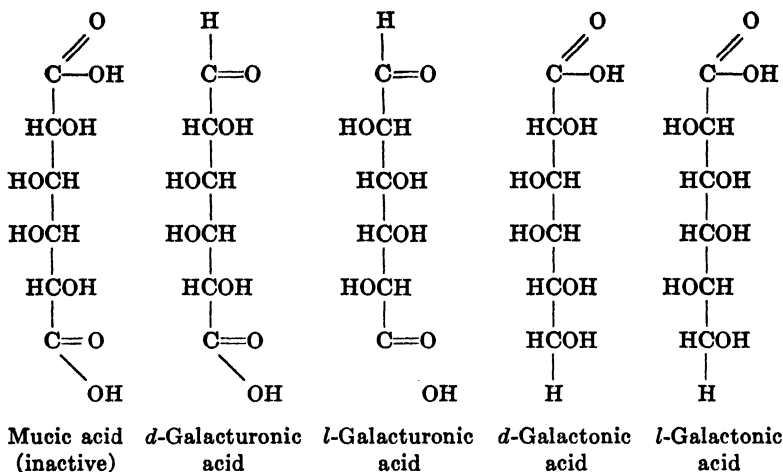 O H H O O
C—OH C=O C=O C—OH C—OH
HCOH HCOH HOCH HCOH HOCH
HOCH HOCH HCOH HOCH HCOH
HOCH HOCH HCOH HOCH HCOH
HCOH HCOH HOCH HCOH HOCH
C=O C=O C=O HCOH HCOH
OH OH OH H H
Mucic acid d-Galacturonic l-Galacturonic d-Galactonic l-Galactonic
(inactive) acid acid acid acid